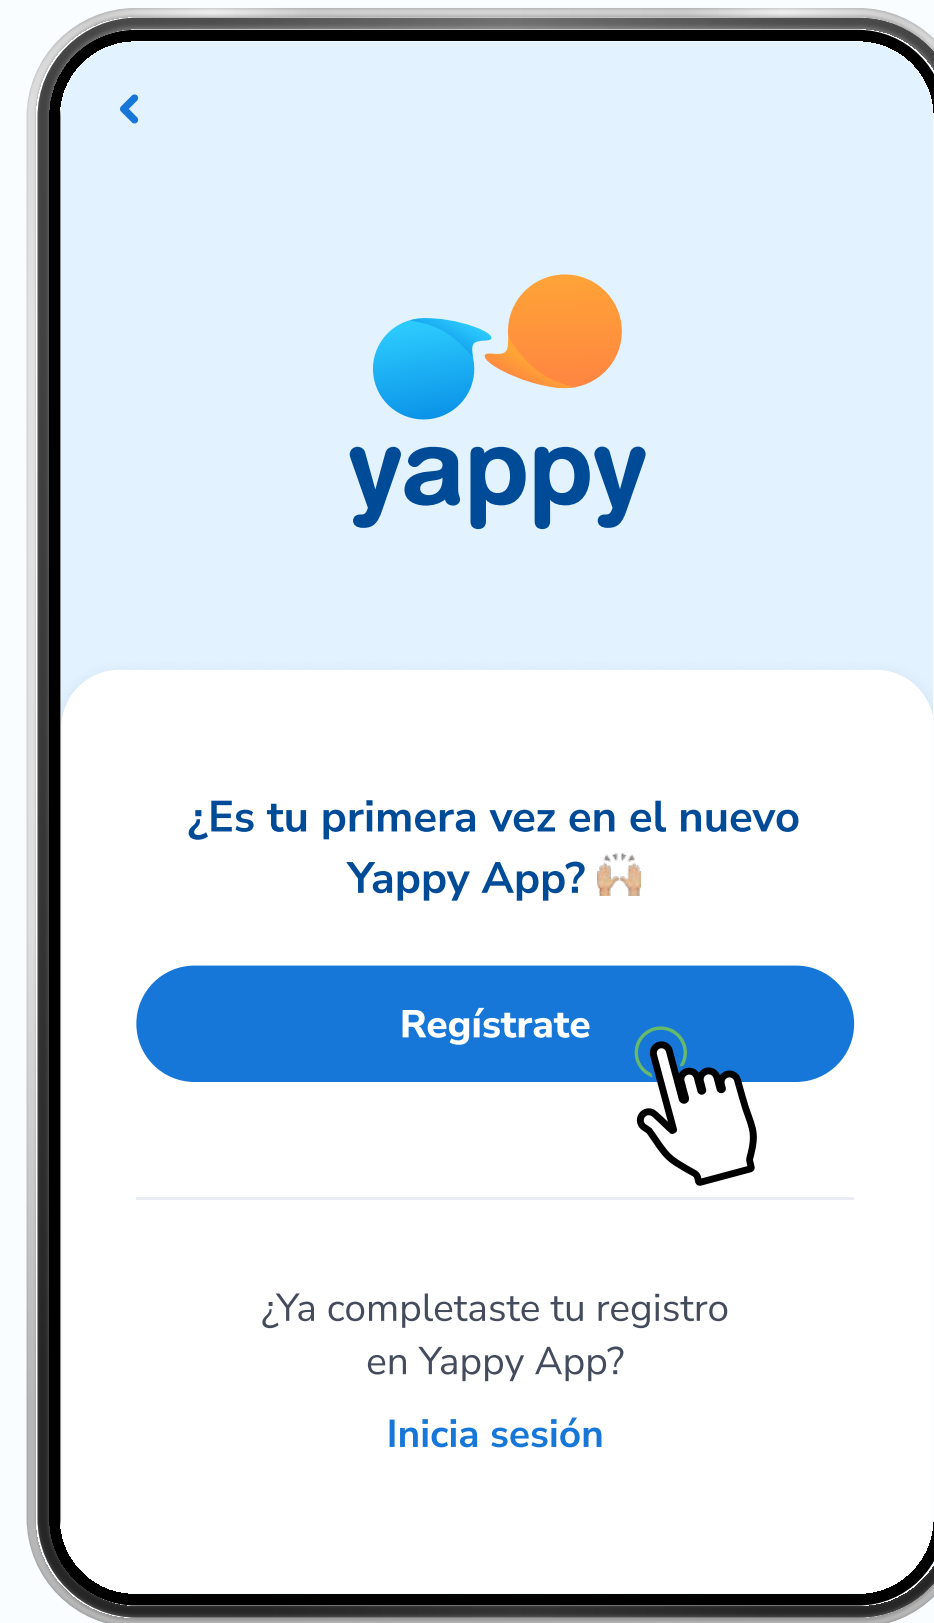 yappy
¿Es tu primera vez en el nuevo
Yappy App? 🙌🏼
Regístrate
¿Ya completaste tu registro
en Yappy App?
Inicia sesión